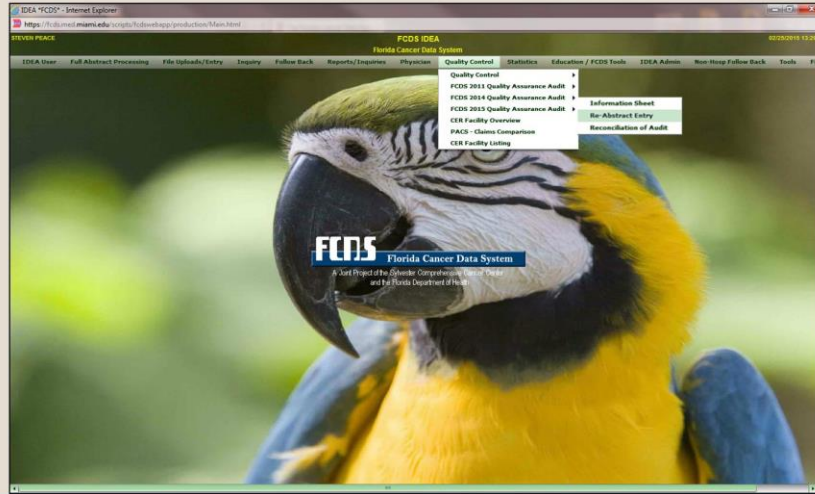 IDEA *FCDS* - Internet Explorer
https://fcds.med.miami.edu/scripts/fcdswebapp/production/Main.html
STEVEN PEACE
FCDS IDEA
Florida Cancer Data System
IDEA User Full Abstract Processing File Uploads/Entry Inquiry Follow Back Reports/Inquiries Physician Quality Control Statistics Education / FCDS Tools IDEA Admin Non-Hosp Follow Back Tools
Quality Control
FCDS 2011 Quality Assurance Audit
FCDS 2014 Quality Assurance Audit
FCDS 2015 Quality Assurance Audit
CER Facility Overview
PACS - Claims Comparison
CER Facility Listing
Information Sheet
Re-Abstract Entry
Reconciliation of Audit
FCDS Florida Cancer Data System
A Joint Project of the Sylvester Comprehensive Cancer Center
and the Florida Department of Health